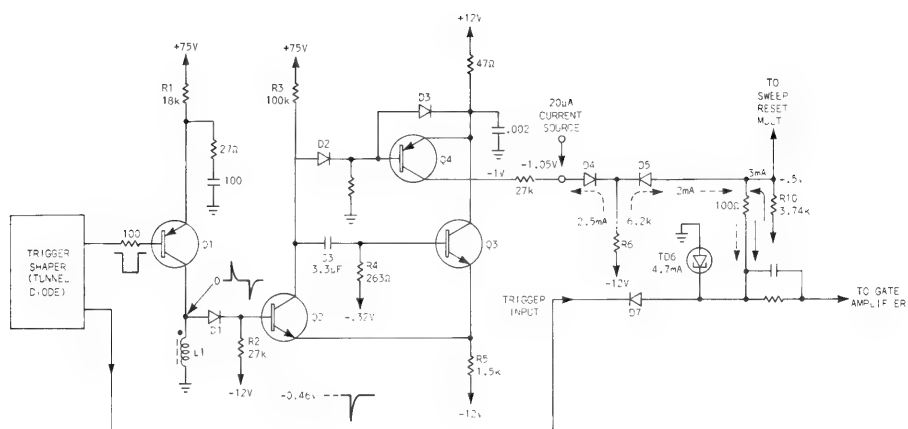 +12V
+75V
+75V
47Ω
R1
18k
R3
100k
D3
20µA
CURRENT
SOURCE
TO
SWEEP
RESET
MULT
27Ω
100
D2
.002
Q4
-1.05V
-1V
27k
D4
D5
3mA
-.5v
2mA
100Ω
R10
3.74k
2.5mA
6.2k
R6
-12V
TRIGGER
SHAPER
(TUNNEL
DIODE)
100
Q1
C3
3.3µF
R4
263Ω
-.32V
Q3
TD6
4.7mA
TRIGGER
INPUT
D7
TO GATE
AMPLIFIER
0
D1
Q2
L1
R2
27k
-12V
R5
1.5k
-0.46v
-12v